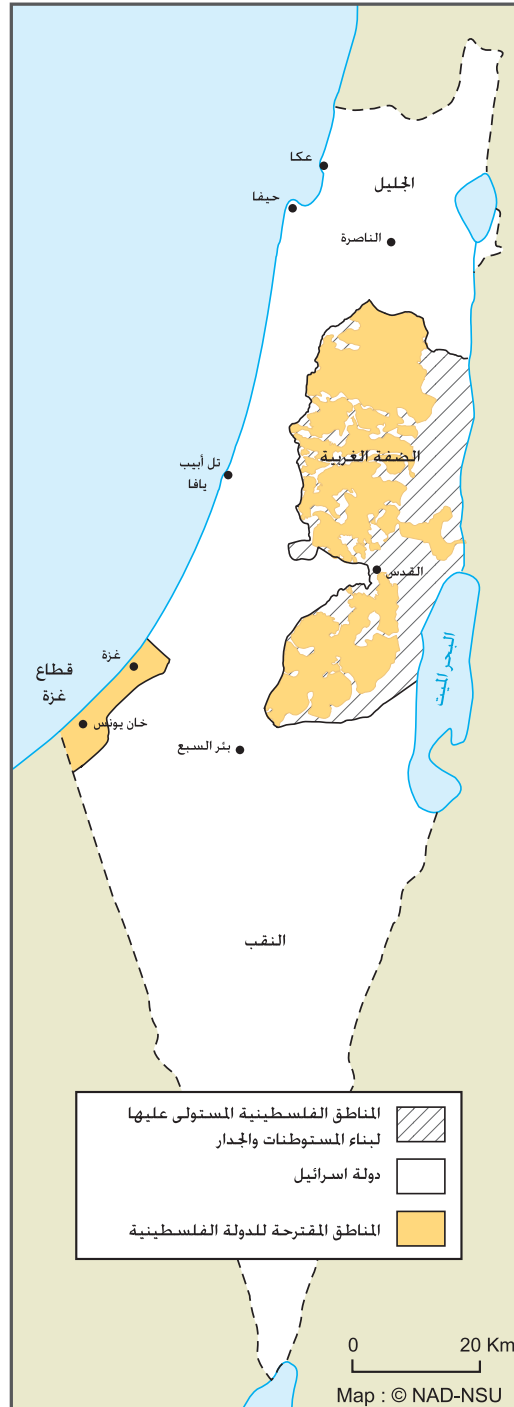 عكا
الجليل
حيفا
الناصرة
الضفة الغربية
تل أبيب
يافا
القدس
البحر الميت
غزة
قطاع
غزة
خان يونس
بئر السبع
النقب
المناطق الفلسطينية المستولى عليها
لبناء المستوطنات والجدار
دولة اسرائيل
المناطق المقترحة للدولة الفلسطينية
0 20 Km
Map : © NAD-NSU